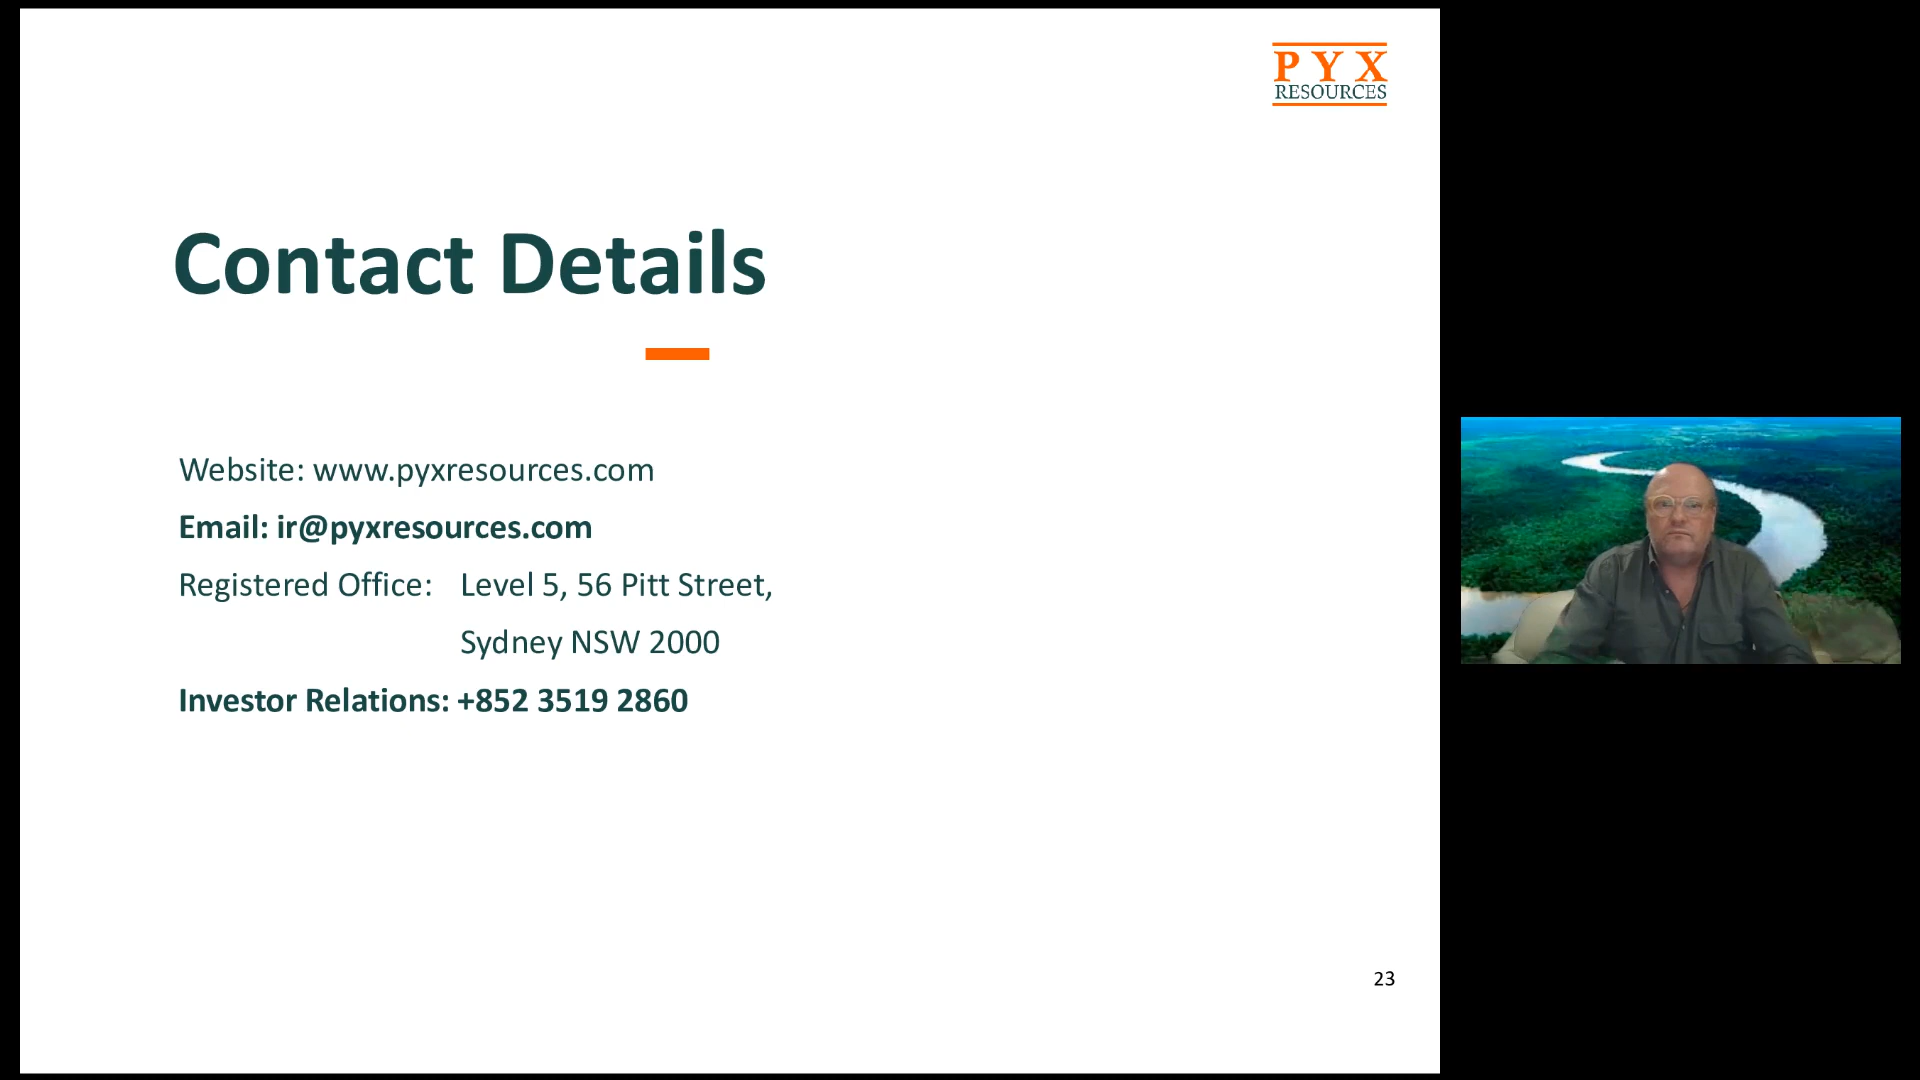 PYX
RESOURCES
Contact Details
Website: www.pyxresources.com
Email: ir@pyxresources.com
Registered Office: Level 5, 56 Pitt Street,
Sydney NSW 2000
Investor Relations: +852 3519 2860
23